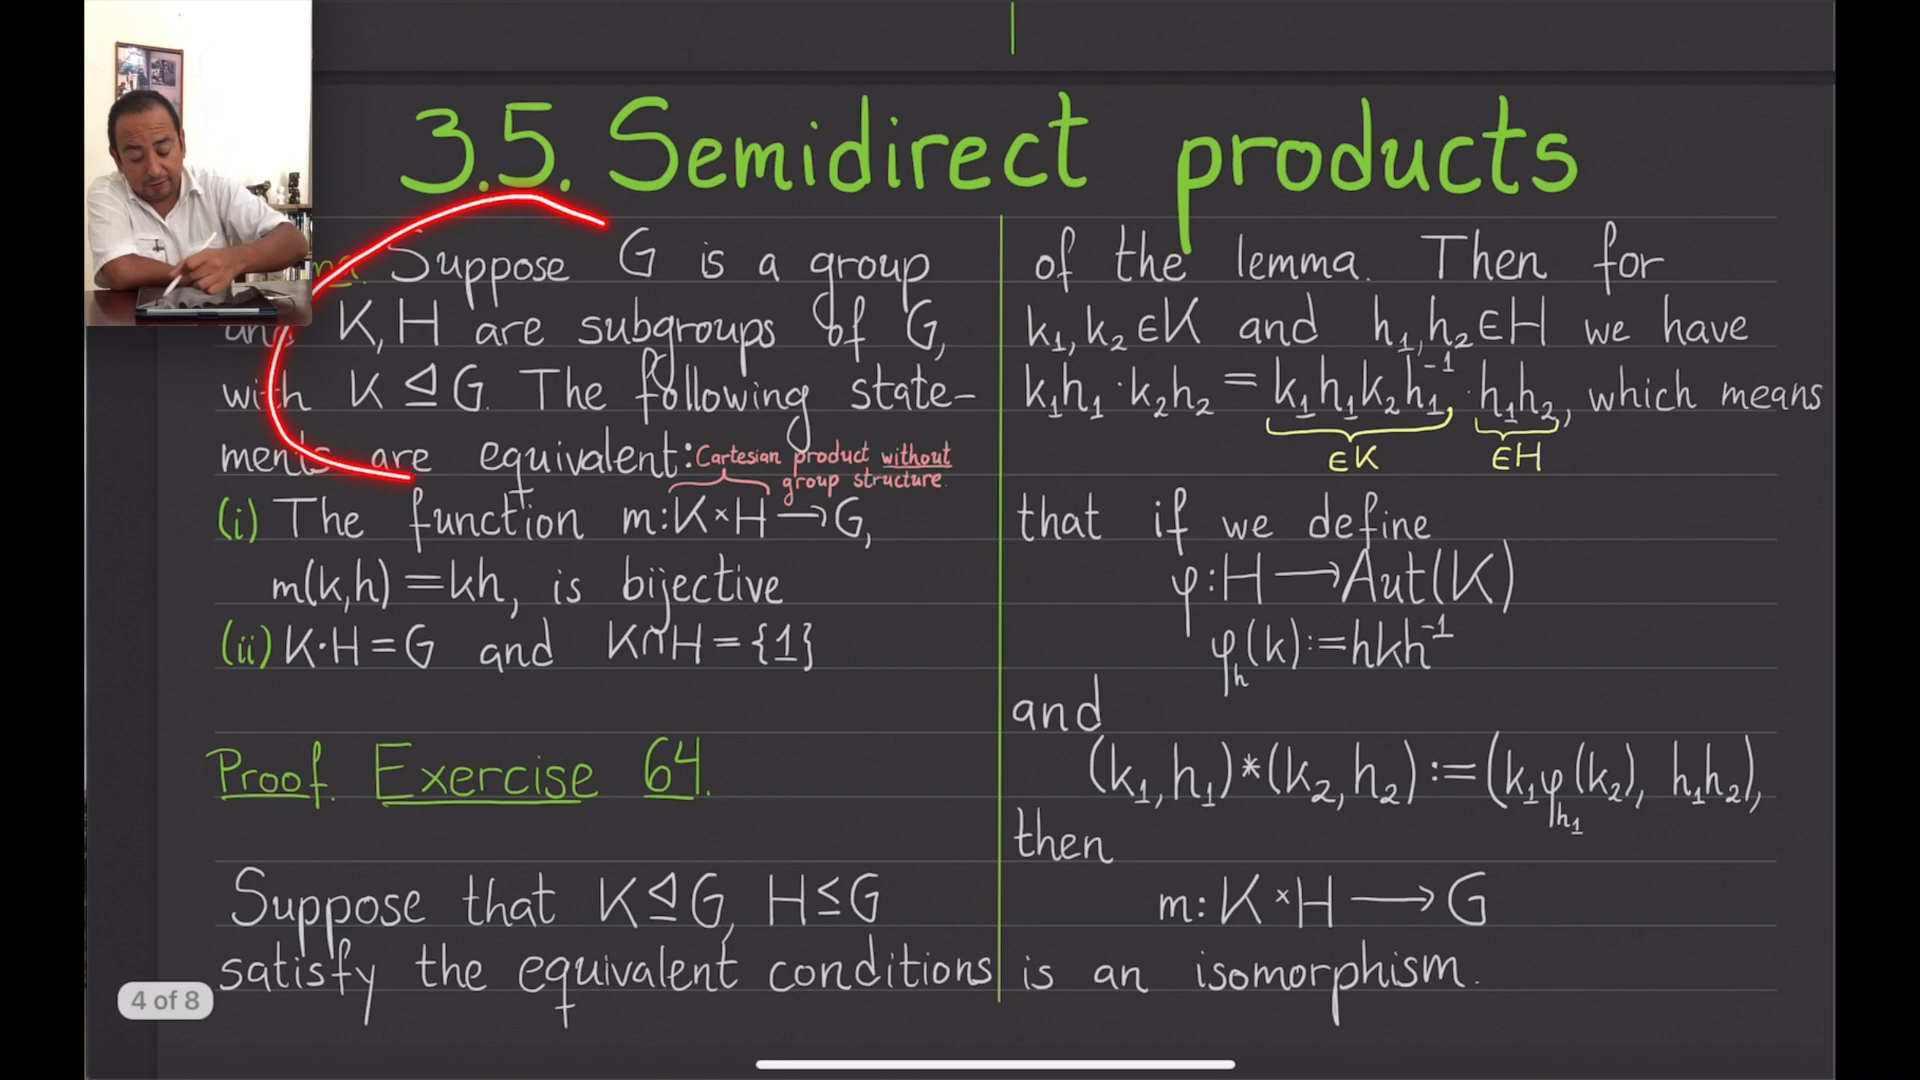 3.5. Semidirect products
Suppose G is a group
and K, H are subgroups of G,
with K ⊴ G. The following state-
ments are equivalent:
Cartesian product without
group structure
(i) The function m: K × H → G,
m(k,h) = kh, is bijective
(ii) K·H = G and K∩H = {1}
Proof. Exercise 64.
Suppose that K ⊴ G, H ≤ G
satisfy the equivalent conditions
of the lemma. Then for
k₁, k₂ ∈ K and h₁, h₂ ∈ H we have
k₁h₁·k₂h₂ = k₁h₁k₂h₁⁻¹·h₁h₂, which means
∈K ∈H
that if we define
φ: H → Aut(K)
φₕ(k) := hkh⁻¹
and
(k₁, h₁)*(k₂, h₂) := (k₁φₕ₁(k₂), h₁h₂),
then
m: K × H → G
is an isomorphism.
4 of 8